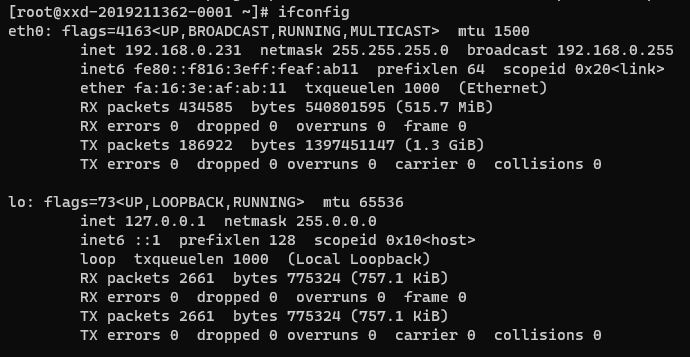 [root@xxd-2019211362-0001 ~]# ifconfig
eth0: flags=4163<UP,BROADCAST,RUNNING,MULTICAST>  mtu 1500
        inet 192.168.0.231  netmask 255.255.255.0  broadcast 192.168.0.255
        inet6 fe80::f816:3eff:feaf:ab11  prefixlen 64  scopeid 0x20<link>
        ether fa:16:3e:af:ab:11  txqueuelen 1000  (Ethernet)
        RX packets 434585  bytes 540801595 (515.7 MiB)
        RX errors 0  dropped 0  overruns 0  frame 0
        TX packets 186922  bytes 1397451147 (1.3 GiB)
        TX errors 0  dropped 0 overruns 0  carrier 0  collisions 0

lo: flags=73<UP,LOOPBACK,RUNNING>  mtu 65536
        inet 127.0.0.1  netmask 255.0.0.0
        inet6 ::1  prefixlen 128  scopeid 0x10<host>
        loop  txqueuelen 1000  (Local Loopback)
        RX packets 2661  bytes 775324 (757.1 KiB)
        RX errors 0  dropped 0  overruns 0  frame 0
        TX packets 2661  bytes 775324 (757.1 KiB)
        TX errors 0  dropped 0 overruns 0  carrier 0  collisions 0